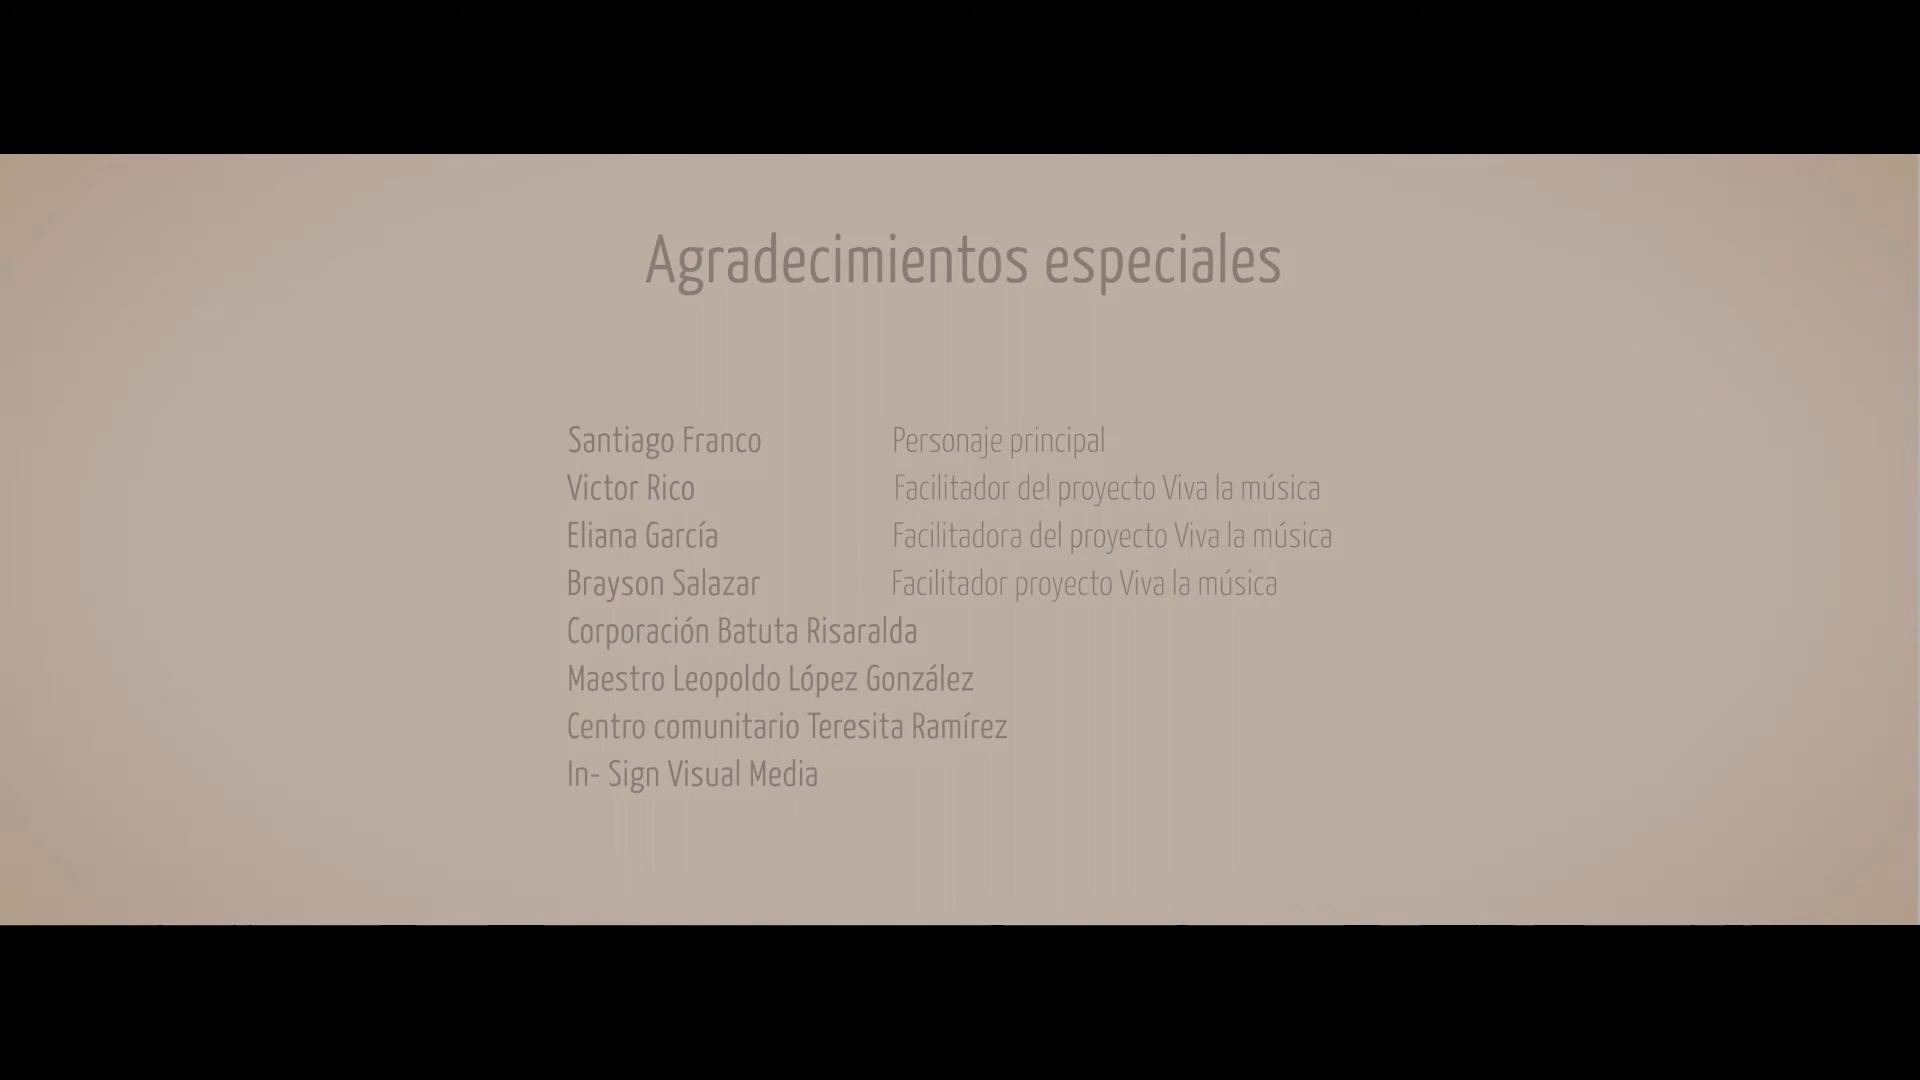 Agradecimientos especiales
Santiago Franco Personaje principal
Victor Rico Facilitador del proyecto Viva la música
Eliana García Facilitadora del proyecto Viva la música
Brayson Salazar Facilitador proyecto Viva la música
Corporación Batuta Risaralda
Maestro Leopoldo López González
Centro comunitario Teresita Ramírez
In- Sign Visual Media